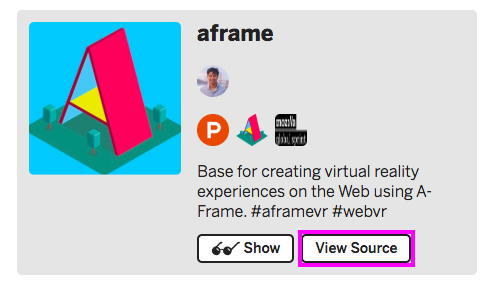 aframe
P
mozilla
global sprint
Base for creating virtual reality
experiences on the Web using A-
Frame. #aframevr #webvr
Show
View Source